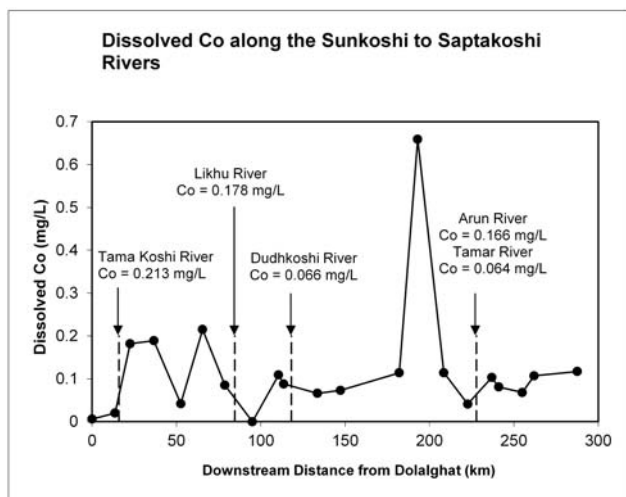 Dissolved Co along the Sunkoshi to Saptakoshi
Rivers
0.7
0.6
0.5
0.4
0.3
0.2
0.1
0
Dissolved Co (mg/L)
Likhu River
Co = 0.178 mg/L
Tama Koshi River
Co = 0.213 mg/L
Dudhkoshi River
Co = 0.066 mg/L
Arun River
Co = 0.166 mg/L
Tamar River
Co = 0.064 mg/L
0
50
100
150
200
250
300
Downstream Distance from Dolalghat (km)